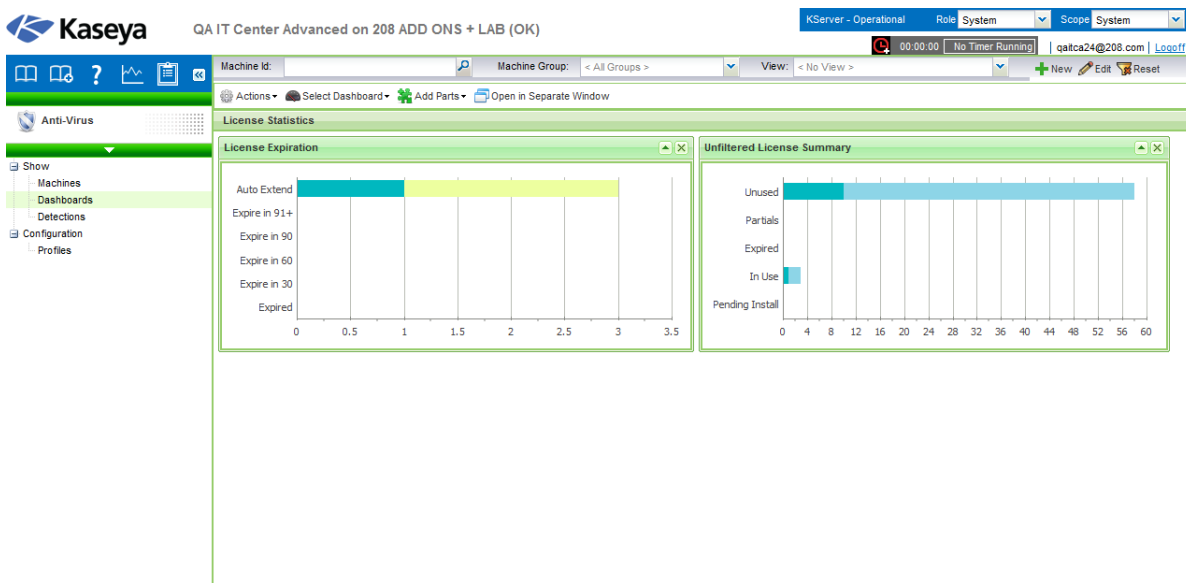 Kaseya
QA IT Center Advanced on 208 ADD ONS + LAB (OK)
KServer - Operational Role System Scope System
00:00:00 No Timer Running | qaitca24@208.com | Logoff
Machine Id: Machine Group: < All Groups > View: < No View > New Edit Reset
Actions Select Dashboard Add Parts Open in Separate Window
Anti-Virus
License Statistics
Show
Machines
Dashboards
Detections
Configuration
Profiles
License Expiration
Auto Extend
Expire in 91+
Expire in 90
Expire in 60
Expire in 30
Expired
0 0.5 1 1.5 2 2.5 3 3.5
Unfiltered License Summary
Unused
Partials
Expired
In Use
Pending Install
0 4 8 12 16 20 24 28 32 36 40 44 48 52 56 60